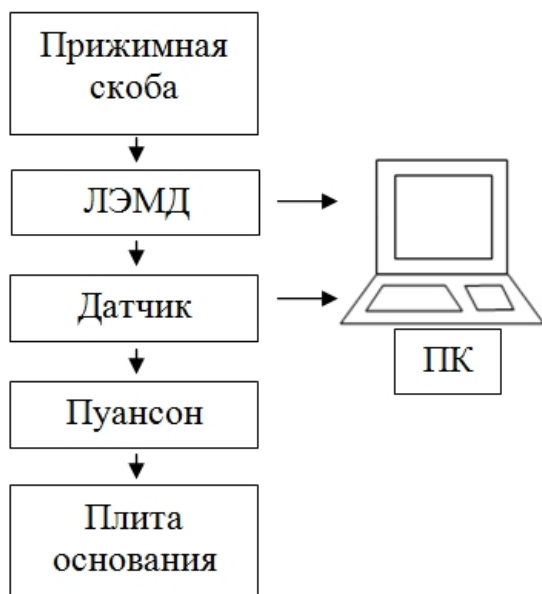 Прижимная
скоба
ЛЭМД
Датчик
ПК
Пуансон
Плита
основания